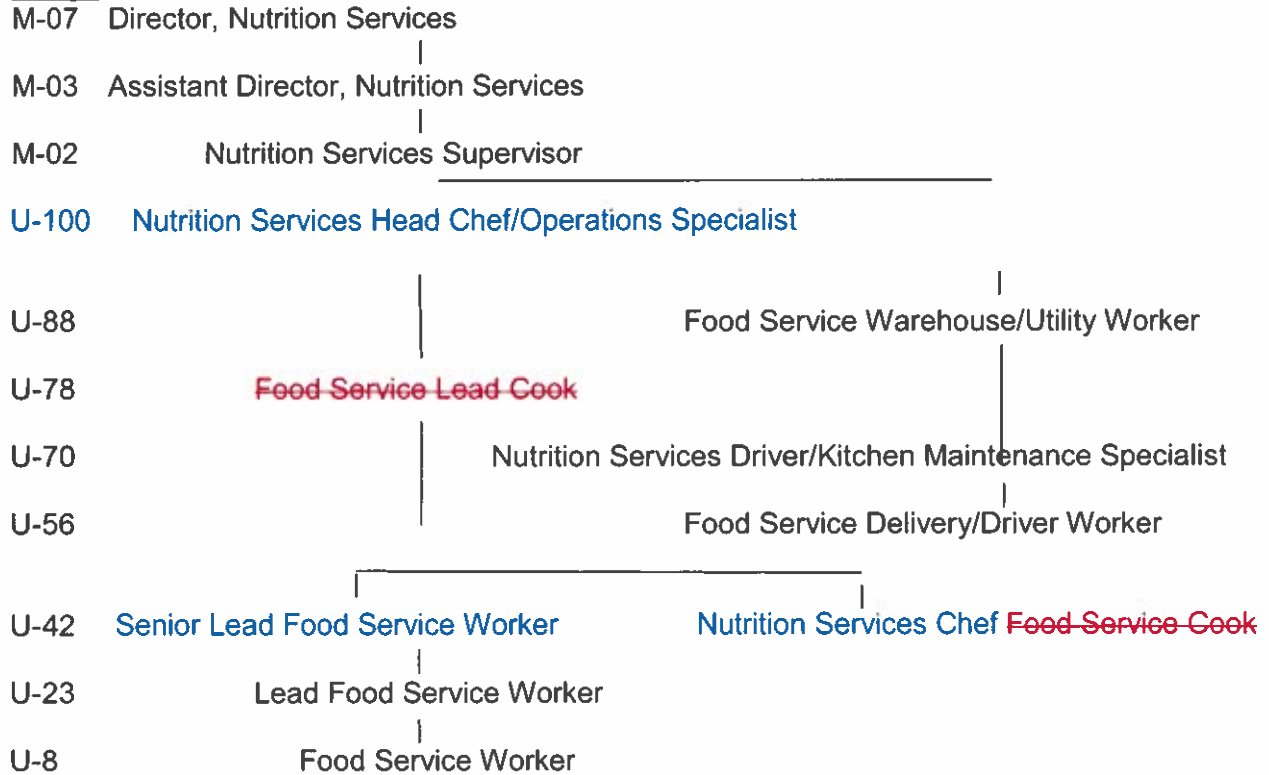 M-07 Director, Nutrition Services
M-03 Assistant Director, Nutrition Services
M-02 Nutrition Services Supervisor
U-100 Nutrition Services Head Chef/Operations Specialist
U-88 Food Service Warehouse/Utility Worker
U-78 Food Service Lead Cook
U-70 Nutrition Services Driver/Kitchen Maintenance Specialist
U-56 Food Service Delivery/Driver Worker
U-42 Senior Lead Food Service Worker Nutrition Services Chef Food Service Cook
U-23 Lead Food Service Worker
U-8 Food Service Worker